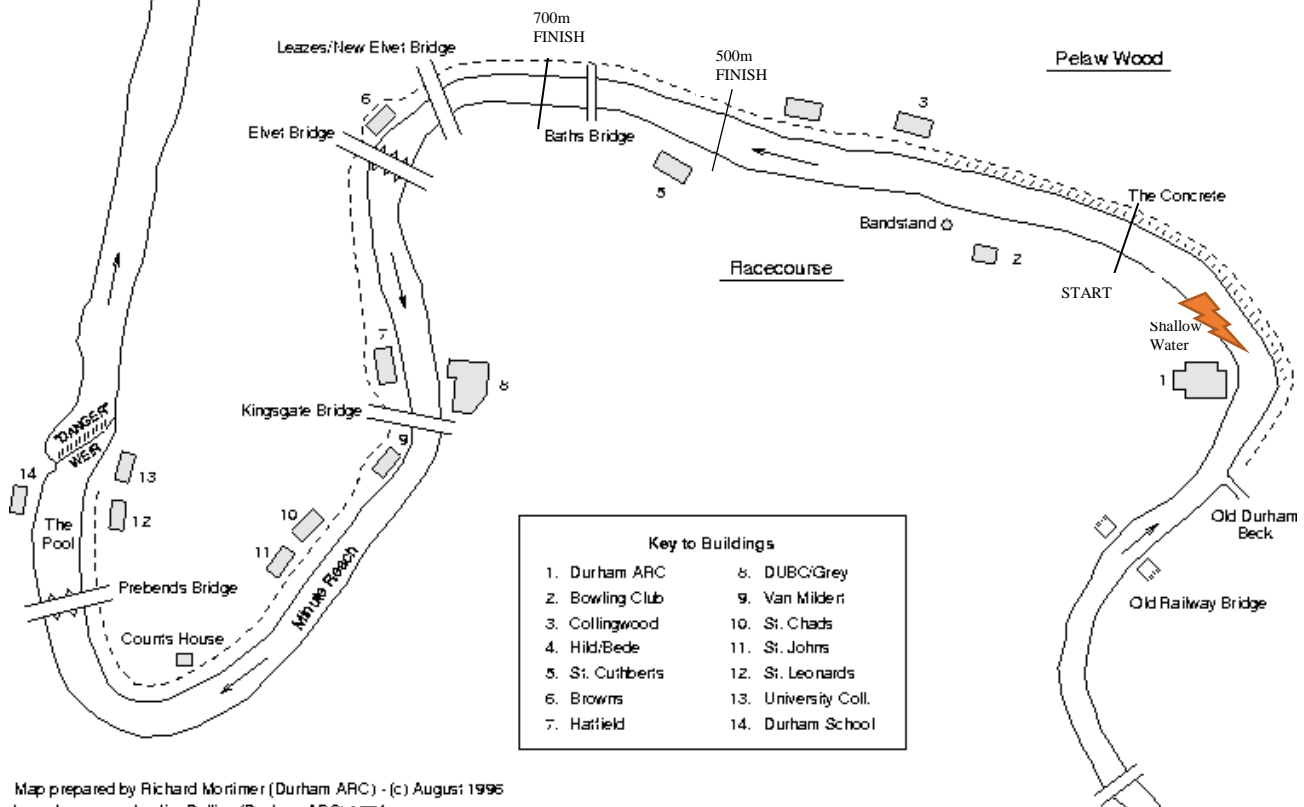 700m
FINISH
Leazes/New Elvet Bridge
500m
FINISH
Pelaw Wood
6
3
Elvet Bridge
Baths Bridge
5
The Concrete
Bandstand
2
Racecourse
START
Shallow
Water
7
1
8
Kingsgate Bridge
"DANGER"
WEIR
9
14
13
12
The
Pool
10
11
Minute Reach
Old Durham
Beck
Prebends Bridge
Old Railway Bridge
Counts House
Key to Buildings
1. Durham ARC
2. Bowling Club
3. Collingwood
4. Hild/Bede
5. St. Cuthberts
6. Browns
7. Hatfield
8. DUBC/Grey
9. Van Mildert
10. St. Chads
11. St. Johns
12. St. Leonards
13. University Coll.
14. Durham School
Map prepared by Richard Mortimer (Durham ARC) - (c) August 1996